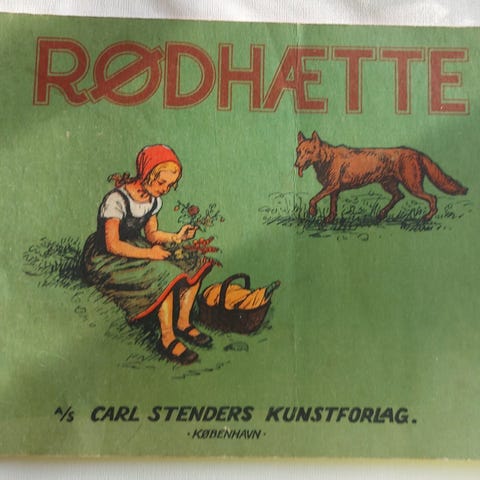 RØDHÆTTE
A/S CARL STENDERS KUNSTFORLAG.
·KØBENHAVN·